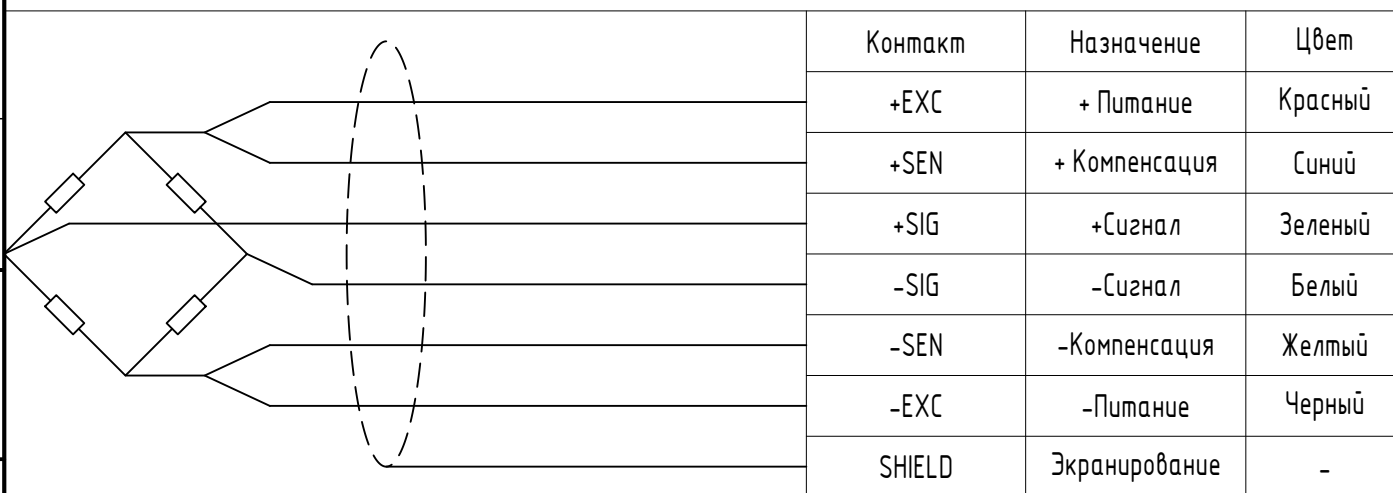 Контакт Назначение Цвет
+EXC + Питание Красный
+SEN + Компенсация Синий
+SIG +Сигнал Зеленый
-SIG -Сигнал Белый
-SEN -Компенсация Желтый
-EXC -Питание Черный
SHIELD Экранирование -